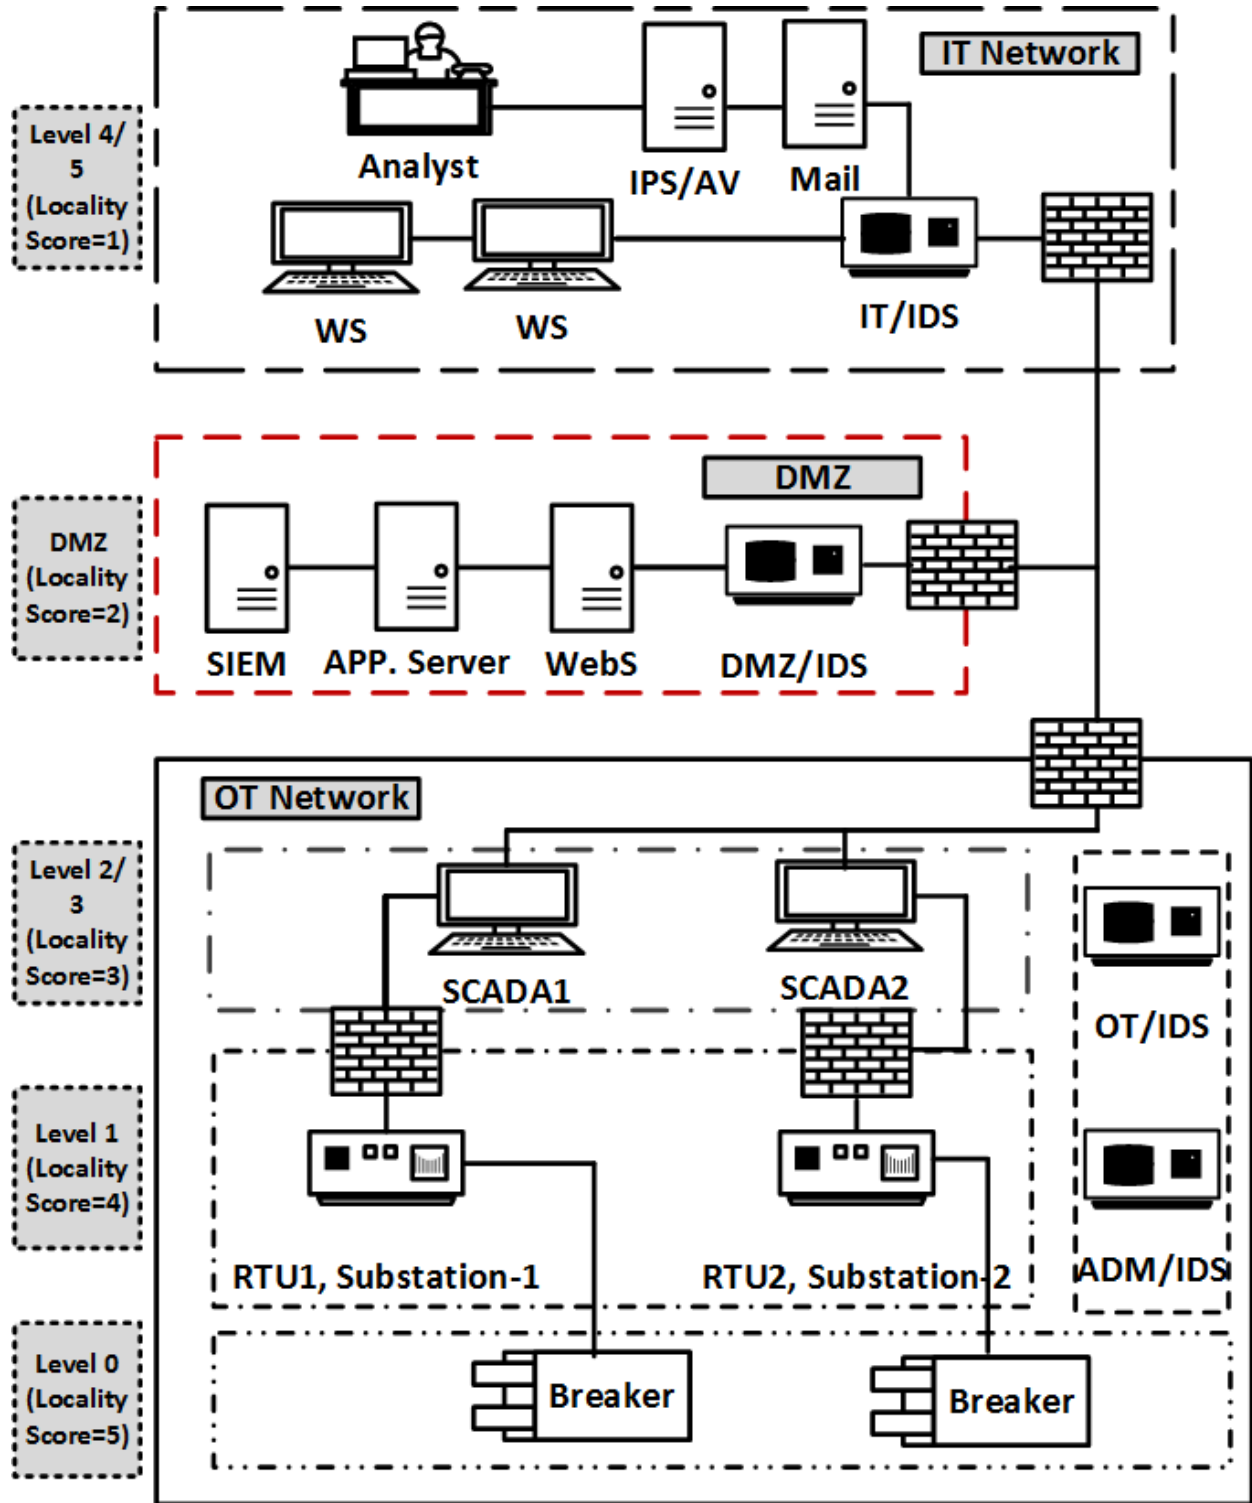 IT Network
Level 4/
5
(Locality
Score=1)
Analyst
IPS/AV
Mail
WS
WS
IT/IDS
DMZ
DMZ
(Locality
Score=2)
SIEM
APP. Server
WebS
DMZ/IDS
OT Network
Level 2/
3
(Locality
Score=3)
SCADA1
SCADA2
OT/IDS
Level 1
(Locality
Score=4)
RTU1, Substation-1
RTU2, Substation-2
ADM/IDS
Level 0
(Locality
Score=5)
Breaker
Breaker